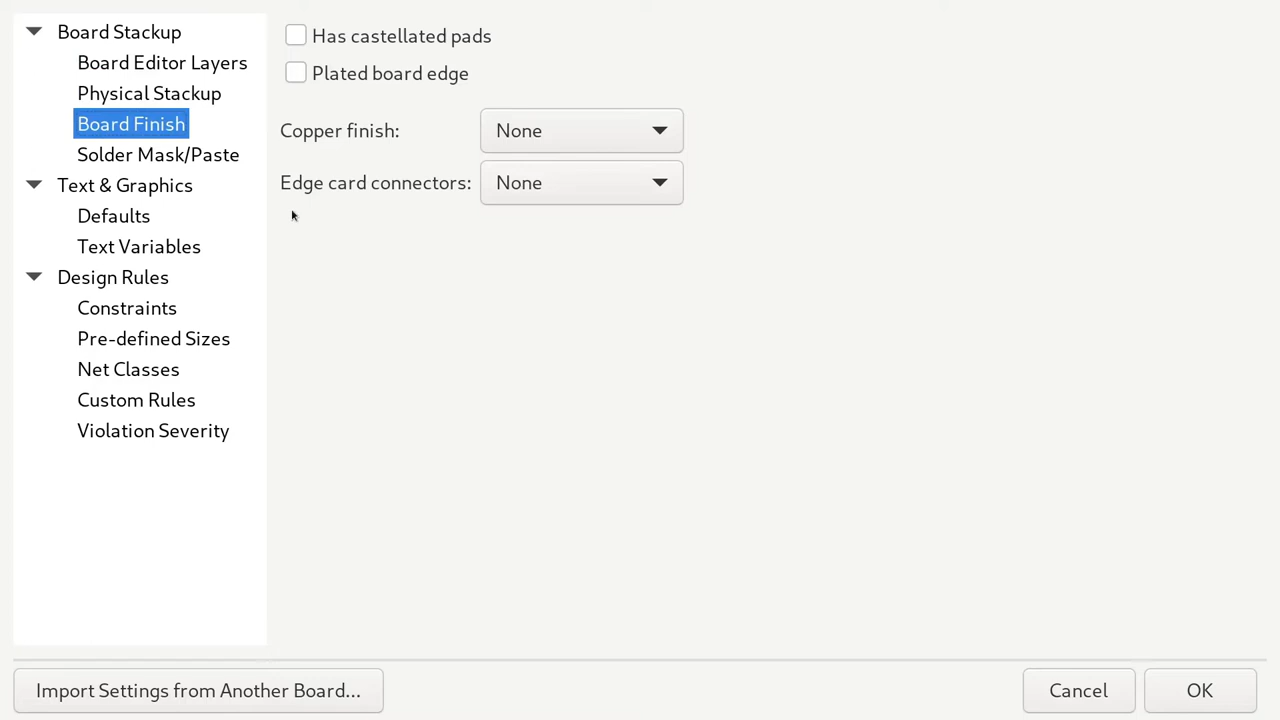 Board Stackup
Board Editor Layers
Physical Stackup
Board Finish
Solder Mask/Paste
Text & Graphics
Defaults
Text Variables
Design Rules
Constraints
Pre-defined Sizes
Net Classes
Custom Rules
Violation Severity
Has castellated pads
Plated board edge
Copper finish: None
Edge card connectors: None
Import Settings from Another Board...
Cancel
OK